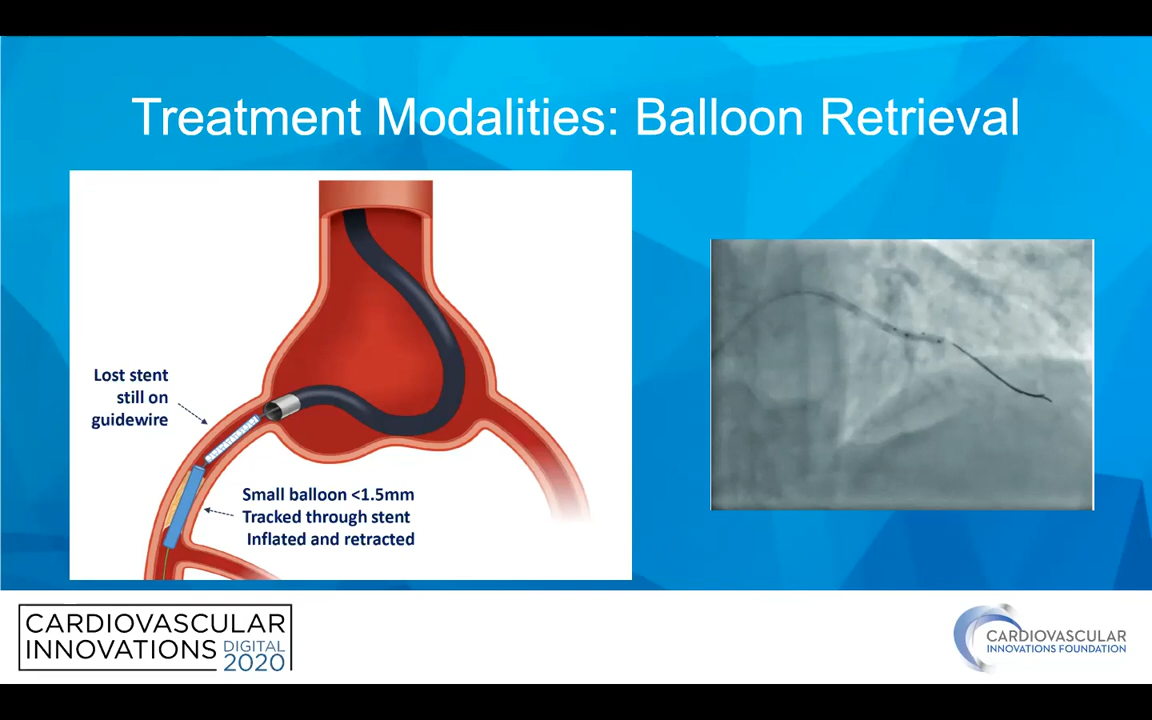 Treatment Modalities: Balloon Retrieval
Lost stent
still on
guidewire
Small balloon <1.5mm
Tracked through stent
Inflated and retracted
CARDIOVASCULAR
INNOVATIONS DIGITAL
2020
CARDIOVASCULAR
INNOVATIONS FOUNDATION